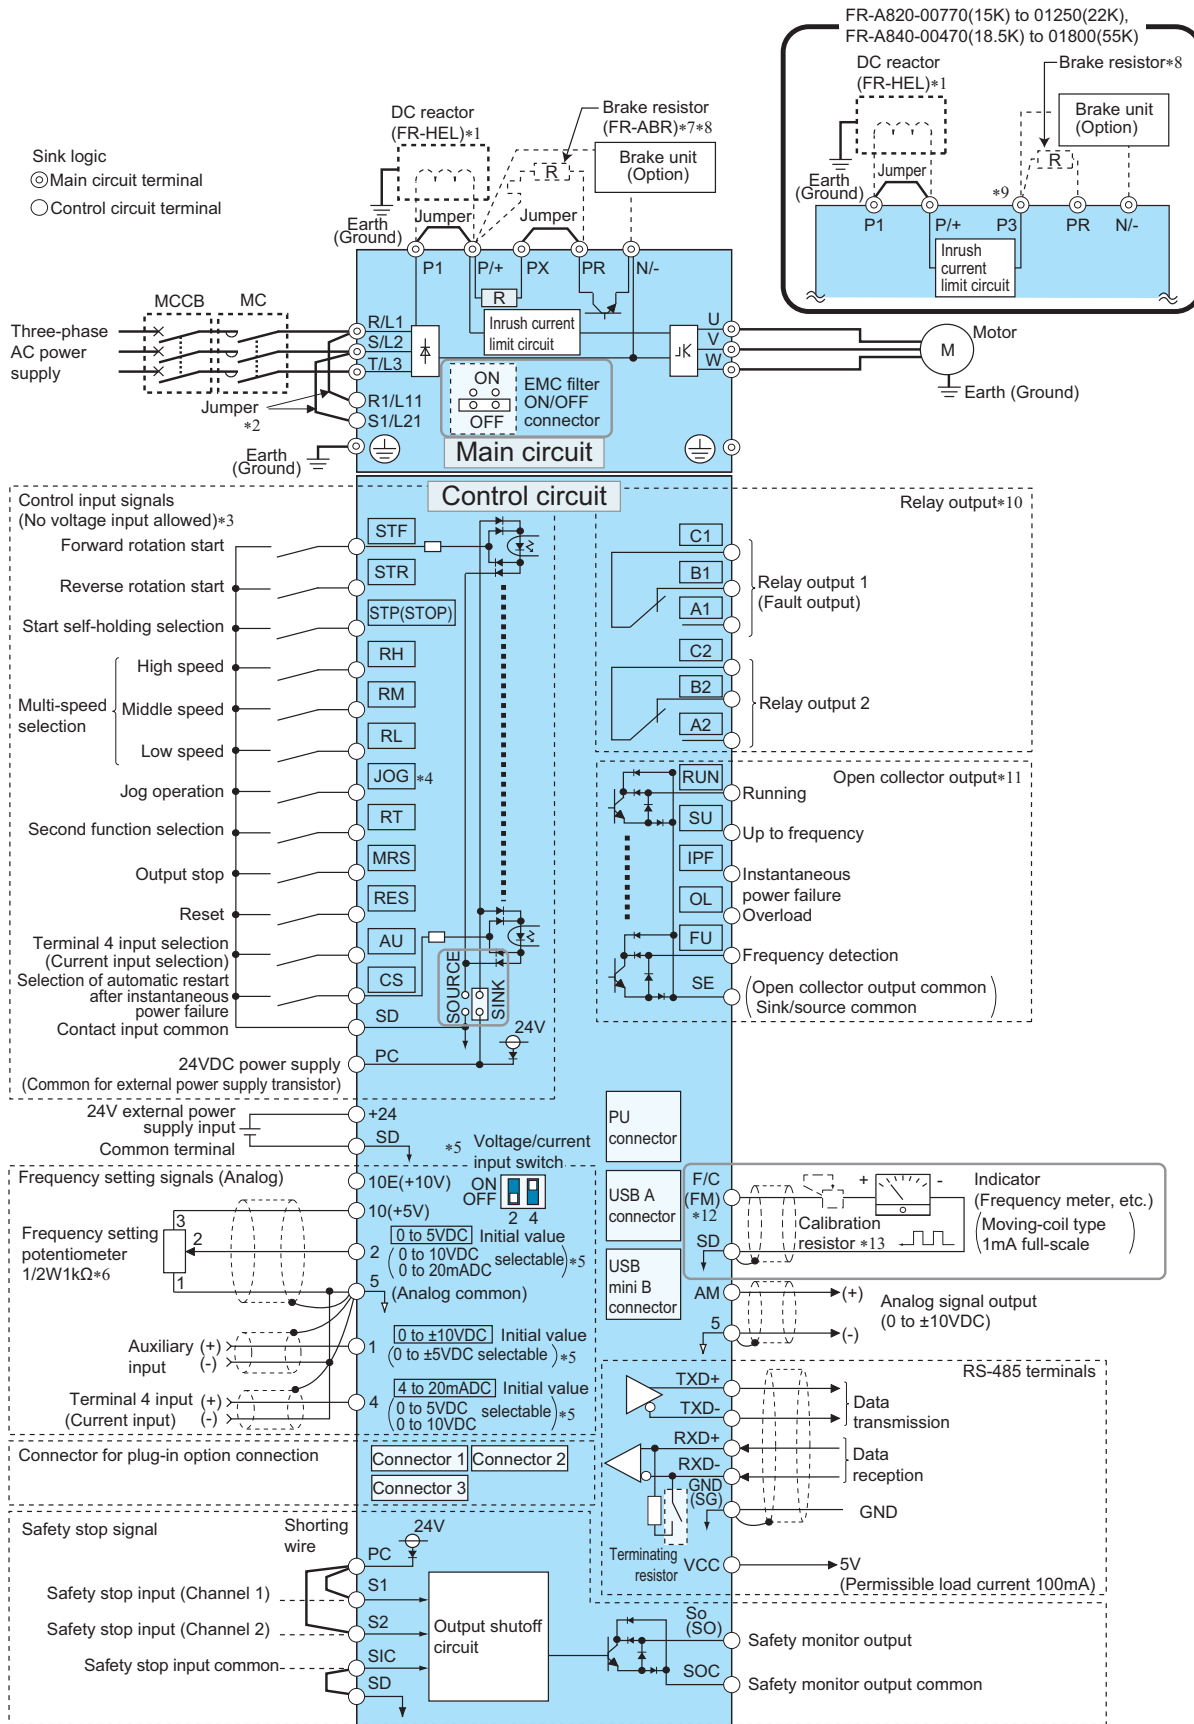 FR-A820-00770(15K) to 01250(22K),
FR-A840-00470(18.5K) to 01800(55K)
DC reactor
(FR-HEL)*1
Brake resistor*8
Brake unit
(Option)
R
Jumper
Earth
(Ground)
*9
P1
P/+
P3
PR
N/-
Inrush
current
limit circuit
Sink logic
Main circuit terminal
Control circuit terminal
DC reactor
(FR-HEL)*1
Brake resistor
(FR-ABR)*7*8
Brake unit
(Option)
R
Earth
(Ground)
Jumper
Jumper
P1
P/+
PX
PR
N/-
R
Inrush current
limit circuit
MCCB
MC
Three-phase
AC power
supply
R/L1
S/L2
T/L3
R1/L11
S1/L21
Jumper
*2
Earth
(Ground)
ON
OFF
EMC filter
ON/OFF
connector
Main circuit
U
V
W
Motor
M
Earth (Ground)
Control circuit
Control input signals
(No voltage input allowed)*3
Forward rotation start
STF
Reverse rotation start
STR
Start self-holding selection
STP(STOP)
Multi-speed
selection
High speed
RH
Middle speed
RM
Low speed
RL
Jog operation
JOG *4
Second function selection
RT
Output stop
MRS
Reset
RES
Terminal 4 input selection
(Current input selection)
AU
Selection of automatic restart
after instantaneous
power failure
CS
Contact input common
SD
SOURCE
SINK
24V
24VDC power supply
(Common for external power supply transistor)
PC
Relay output*10
C1
B1
A1
Relay output 1
(Fault output)
C2
B2
A2
Relay output 2
Open collector output*11
RUN
Running
SU
Up to frequency
IPF
Instantaneous
power failure
OL
Overload
FU
Frequency detection
SE
Open collector output common
Sink/source common
24V external power
supply input
+24
Common terminal
SD
*5
Voltage/current
input switch
ON
OFF
2 4
Frequency setting signals (Analog)
10E(+10V)
10(+5V)
Frequency setting
potentiometer
1/2W1kΩ*6
3
2
1
2
0 to 5VDC
Initial value
0 to 10VDC
0 to 20mADC
selectable
*5
5
(Analog common)
Auxiliary
input
(+)
(-)
1
0 to ±10VDC
Initial value
(0 to ±5VDC selectable )*5
Terminal 4 input
(Current input)
(+)
(-)
4
4 to 20mADC
Initial value
0 to 5VDC
0 to 10VDC
selectable
*5
PU
connector
USB A
connector
USB
mini B
connector
F/C
(FM)
*12
SD
+
-
Calibration
resistor *13
Indicator
(Frequency meter, etc.)
Moving-coil type
1mA full-scale
AM
5
(+)
(-)
Analog signal output
(0 to ±10VDC)
RS-485 terminals
TXD+
TXD-
Data
transmission
RXD+
RXD-
Data
reception
GND
(SG)
GND
Terminating
resistor
VCC
5V
(Permissible load current 100mA)
Connector for plug-in option connection
Connector 1
Connector 2
Connector 3
Safety stop signal
Shorting
wire
24V
PC
Safety stop input (Channel 1)
S1
Safety stop input (Channel 2)
S2
Safety stop input common
SIC
SD
Output shutoff
circuit
So
(SO)
Safety monitor output
SOC
Safety monitor output common